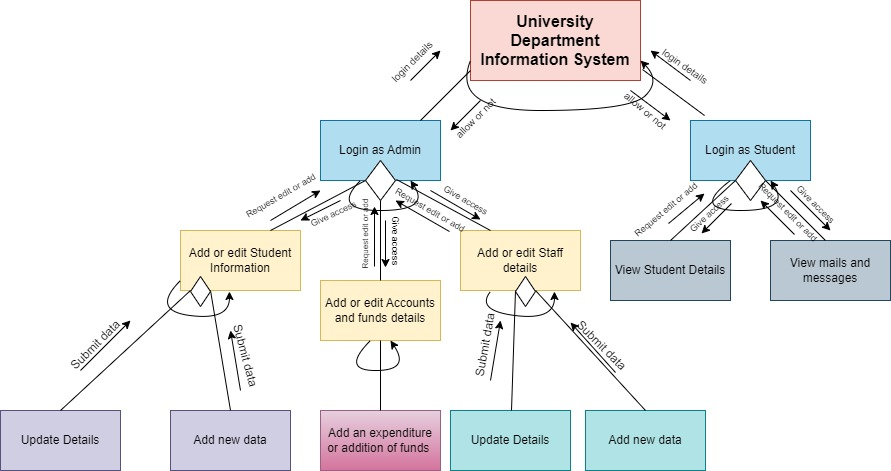 University
Department
Information System
login details
login details
allow or not
allow or not
Login as Admin
Login as Student
Request edit or add
Give access
Request edit or add
Give access
Give access
Request edit or add
Request edit or add
Give access
Request edit or add
Give access
Add or edit Student
Information
Add or edit Staff
details
View Student Details
View mails and
messages
Add or edit Accounts
and funds details
Submit data
Submit data
Submit data
Submit data
Update Details
Add new data
Add an expenditure
or addition of funds
Update Details
Add new data